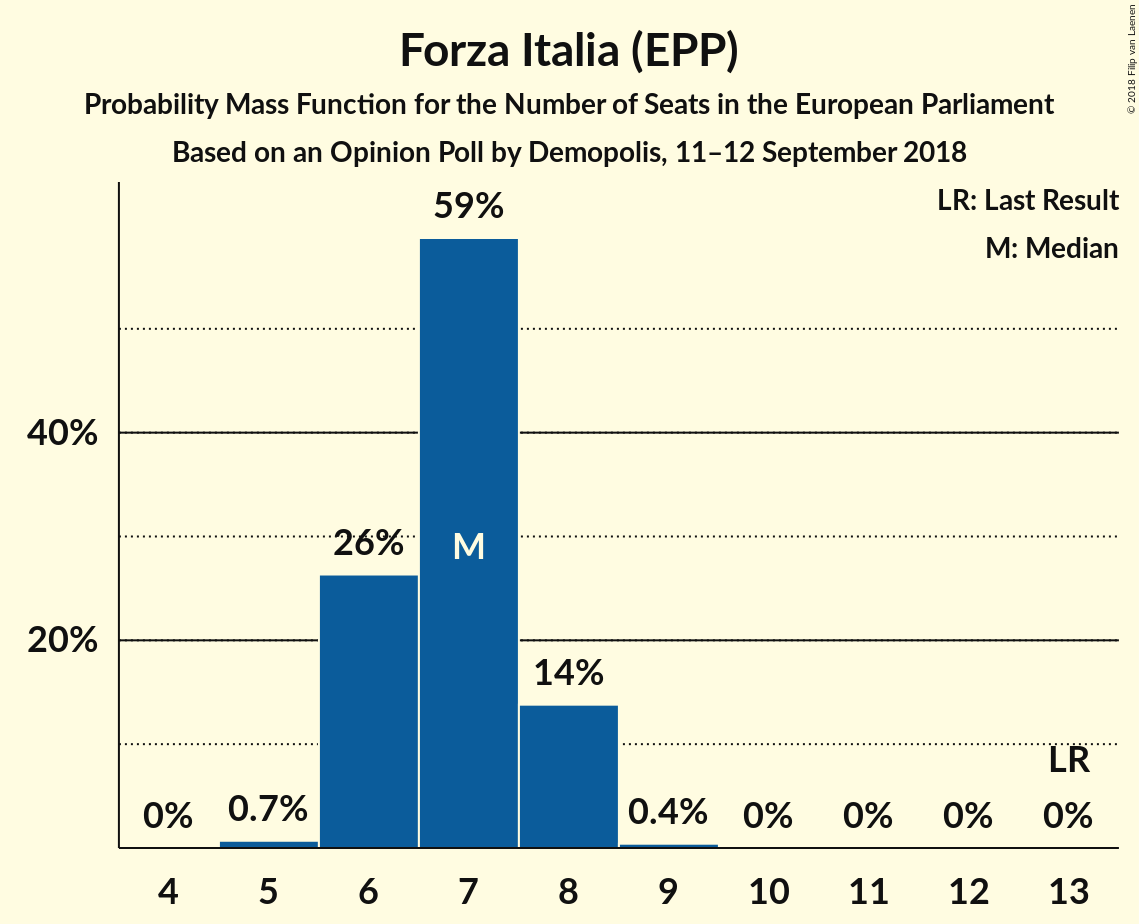 Forza Italia (EPP)
Probability Mass Function for the Number of Seats in the European Parliament
Based on an Opinion Poll by Demopolis, 11–12 September 2018
© 2018 Filip van Laenen
LR: Last Result
M: Median
59%
40%
26%
M
20%
14%
LR
0%
0.7%
0.4%
0%
0%
0%
0%
4 5 6 7 8 9 10 11 12 13